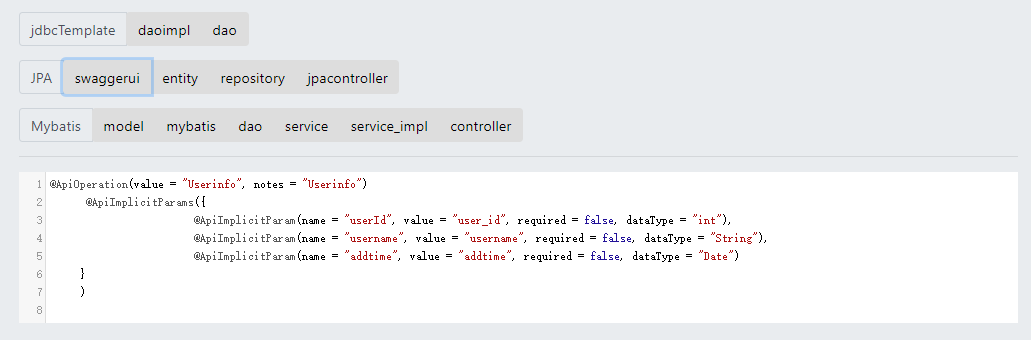 jdbcTemplate daoimpl dao
JPA swaggerui entity repository jpacontroller
Mybatis model mybatis dao service service_impl controller
1 @ApiOperation(value = "Userinfo", notes = "Userinfo")
2 @ApiImplicitParams({
3 @ApiImplicitParam(name = "userId", value = "user_id", required = false, dataType = "int"),
4 @ApiImplicitParam(name = "username", value = "username", required = false, dataType = "String"),
5 @ApiImplicitParam(name = "addtime", value = "addtime", required = false, dataType = "Date")
6 }
7 )
8